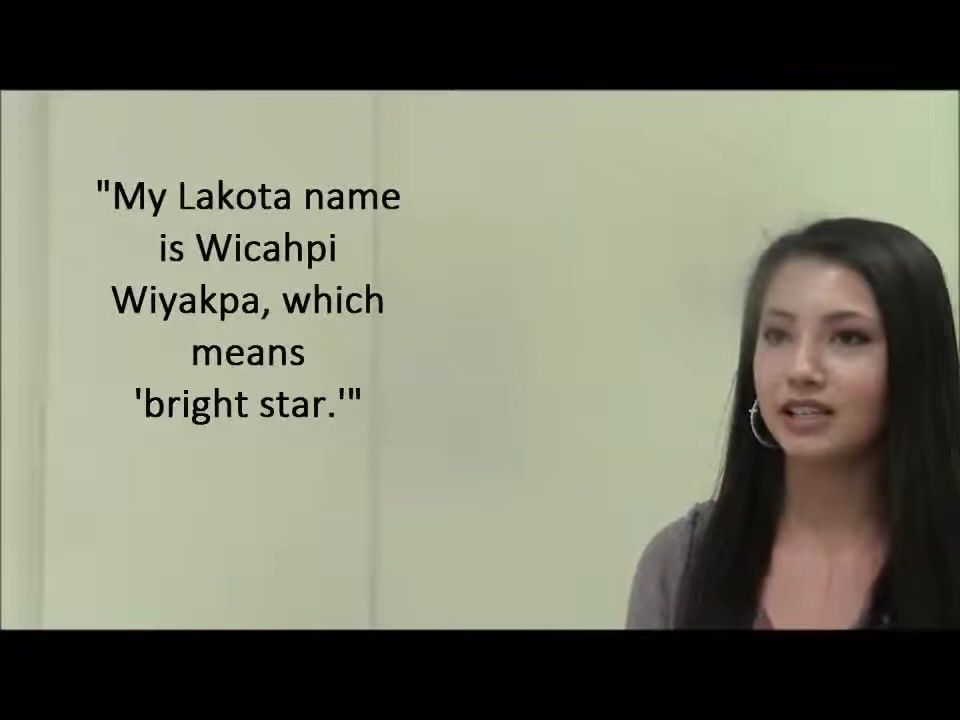 "My Lakota name
is Wicahpi
Wiyakpa, which
means
'bright star.'"